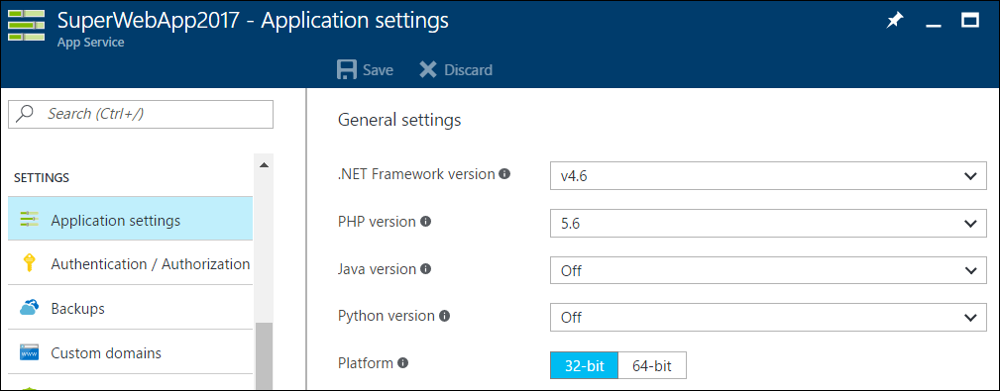 SuperWebApp2017 - Application settings
App Service
Save Discard
Search (Ctrl+/)
SETTINGS
Application settings
Authentication / Authorization
Backups
WWW
Custom domains
General settings
.NET Framework version v4.6
PHP version 5.6
Java version Off
Python version Off
Platform 32-bit 64-bit